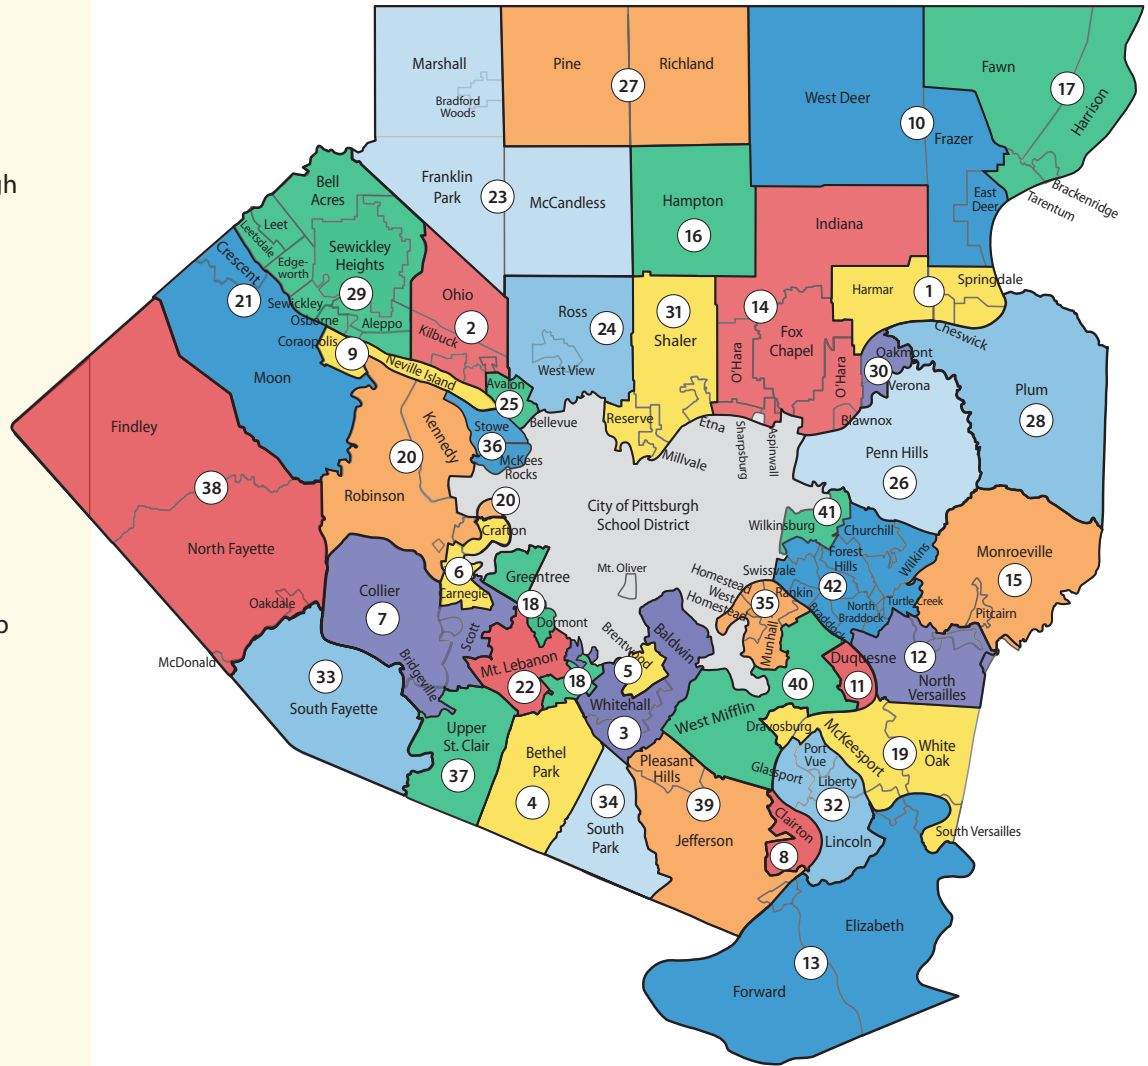 gh
p
Marshall
Bradford
Woods
Pine
27
Richland
West Deer
10
Frazer
Fawn
17
Harrison
East
Deer
Brackenridge
Tarentum
Franklin
Park
23
McCandless
Hampton
16
Indiana
Bell
Acres
Leet
Leetsdale
Edge-
worth
Sewickley
Heights
29
Sewickley
Osborne
Aleppo
Crescent
21
Ohio
2
Kilbuck
Coraopolis
9
Neville Island
Moon
Ross
24
West View
31
Shaler
14
Fox
Chapel
O'Hara
O'Hara
Harmar
1
Springdale
Cheswick
Oakmont
30
Verona
Plum
28
Avalon
25
Bellevue
Reserve
Millvale
Etna
Sharpsburg
Aspinwall
Blawnox
Penn Hills
26
Findley
38
North Fayette
Oakdale
McDonald
Kennedy
20
Robinson
Stowe
36
McKees
Rocks
20
Crafton
City of Pittsburgh
School District
Mt. Oliver
Wilkinsburg
41
Churchill
Forest
Hills
Wilkins
42
Swissvale
Rankin
Braddock
North
Braddock
Turtle Creek
Monroeville
15
Pitcairn
Collier
7
6
Carnegie
Greentree
18
Dormont
Scott
Bridgeville
Mt. Lebanon
22
18
Brentwood
5
Baldwin
Whitehall
3
Homestead
West
Homestead
35
Munhall
40
West Mifflin
Duquesne
11
12
North
Versailles
33
South Fayette
Upper
St. Clair
37
Bethel
Park
4
34
South
Park
Pleasant
Hills
39
Jefferson
Dravosburg
McKeesport
19
White
Oak
Glassport
Port
Vue
Liberty
32
Lincoln
Clairton
8
South Versailles
Elizabeth
13
Forward